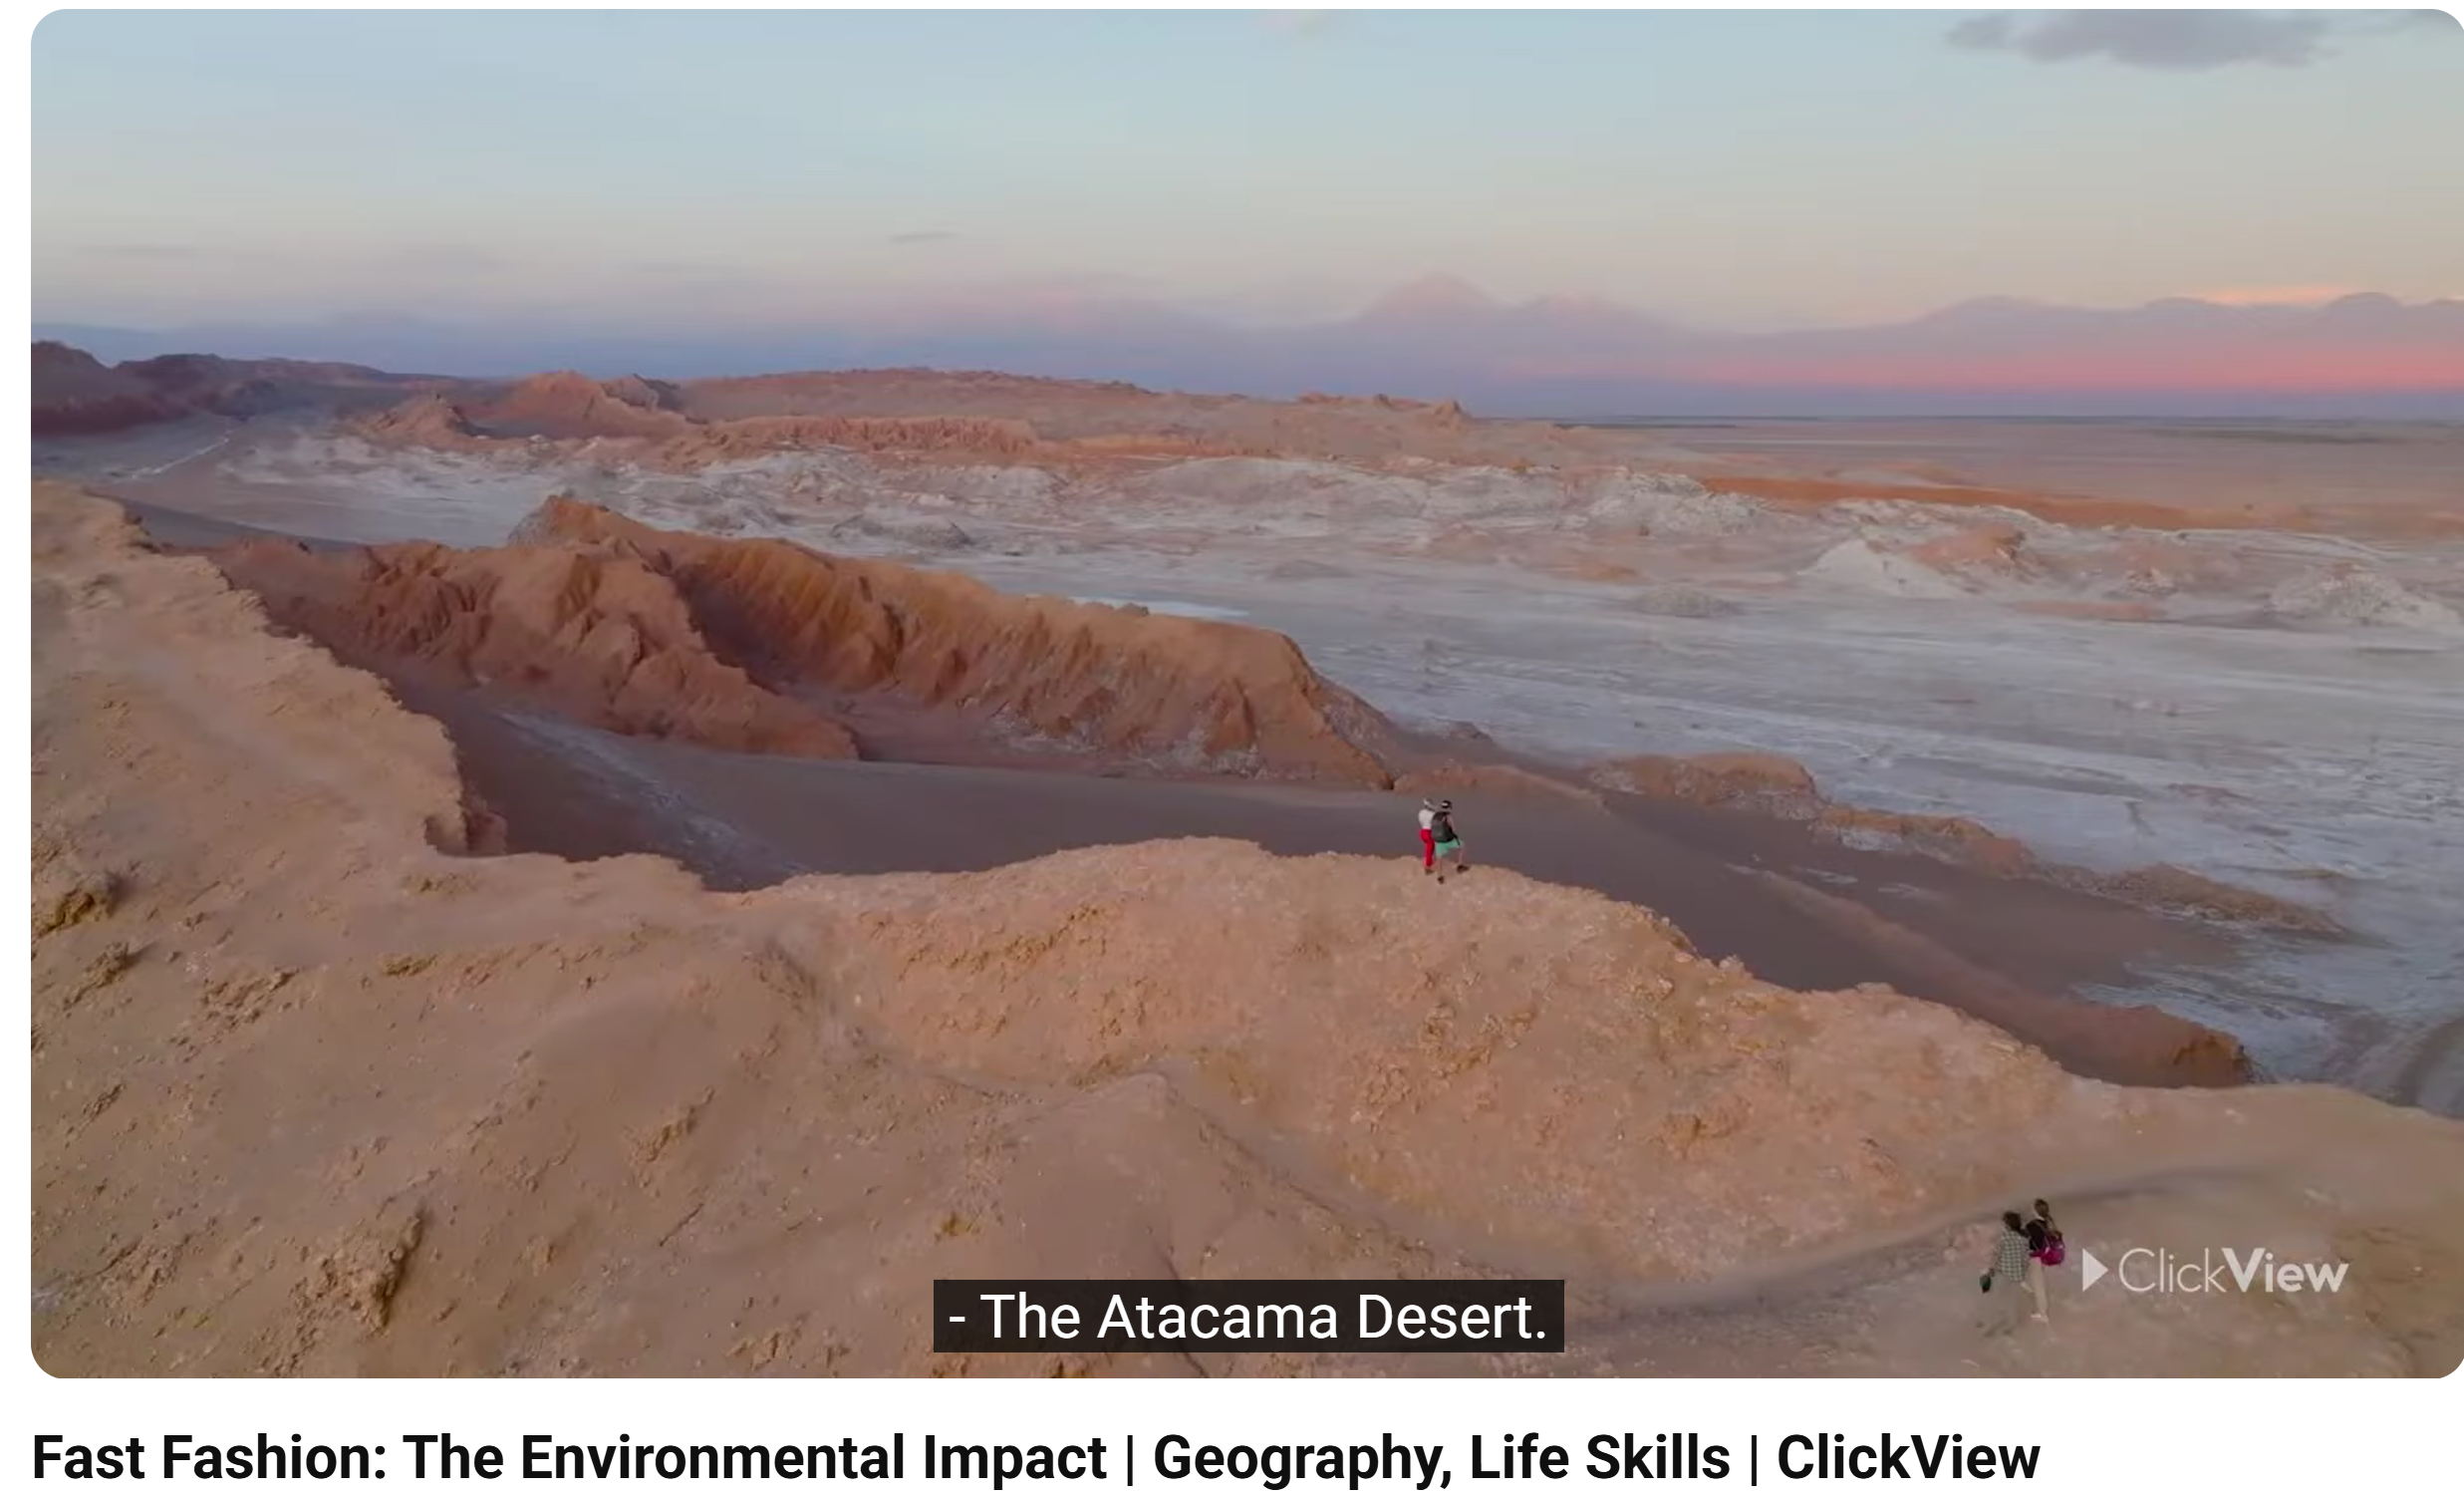 ClickView
- The Atacama Desert.
Fast Fashion: The Environmental Impact | Geography, Life Skills | ClickView